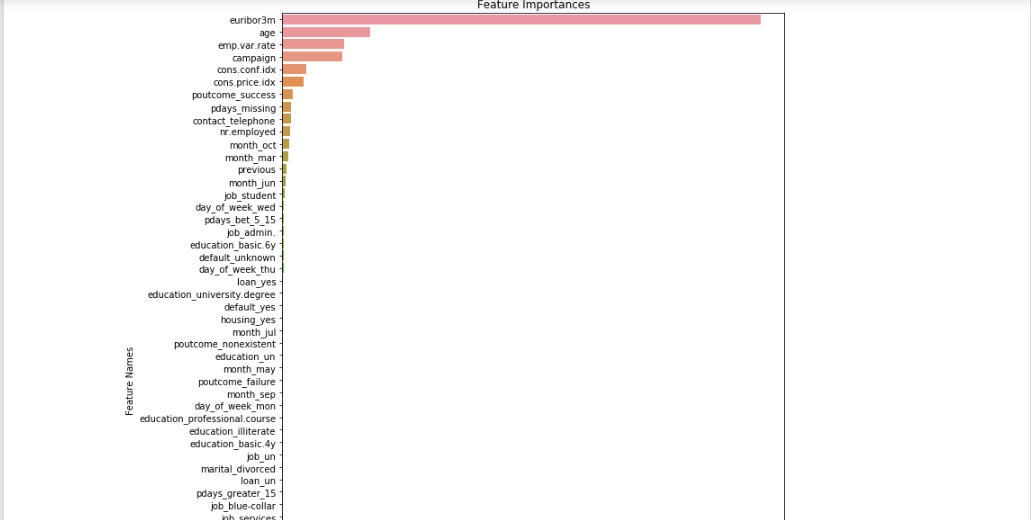 Feature Importances
euribor3m
age
emp.var.rate
campaign
cons.conf.idx
cons.price.idx
poutcome_success
pdays_missing
contact_telephone
nr.employed
month_oct
month_mar
previous
month_jun
job_student
day_of_week_wed
pdays_bet_5_15
job_admin.
education_basic.6y
default_unknown
day_of_week_thu
loan_yes
education_university.degree
default_yes
housing_yes
month_jul
poutcome_nonexistent
education_un
month_may
poutcome_failure
month_sep
day_of_week_mon
education_professional.course
education_illiterate
education_basic.4y
job_un
marital_divorced
loan_un
pdays_greater_15
job_blue-collar
job_services
Feature Names